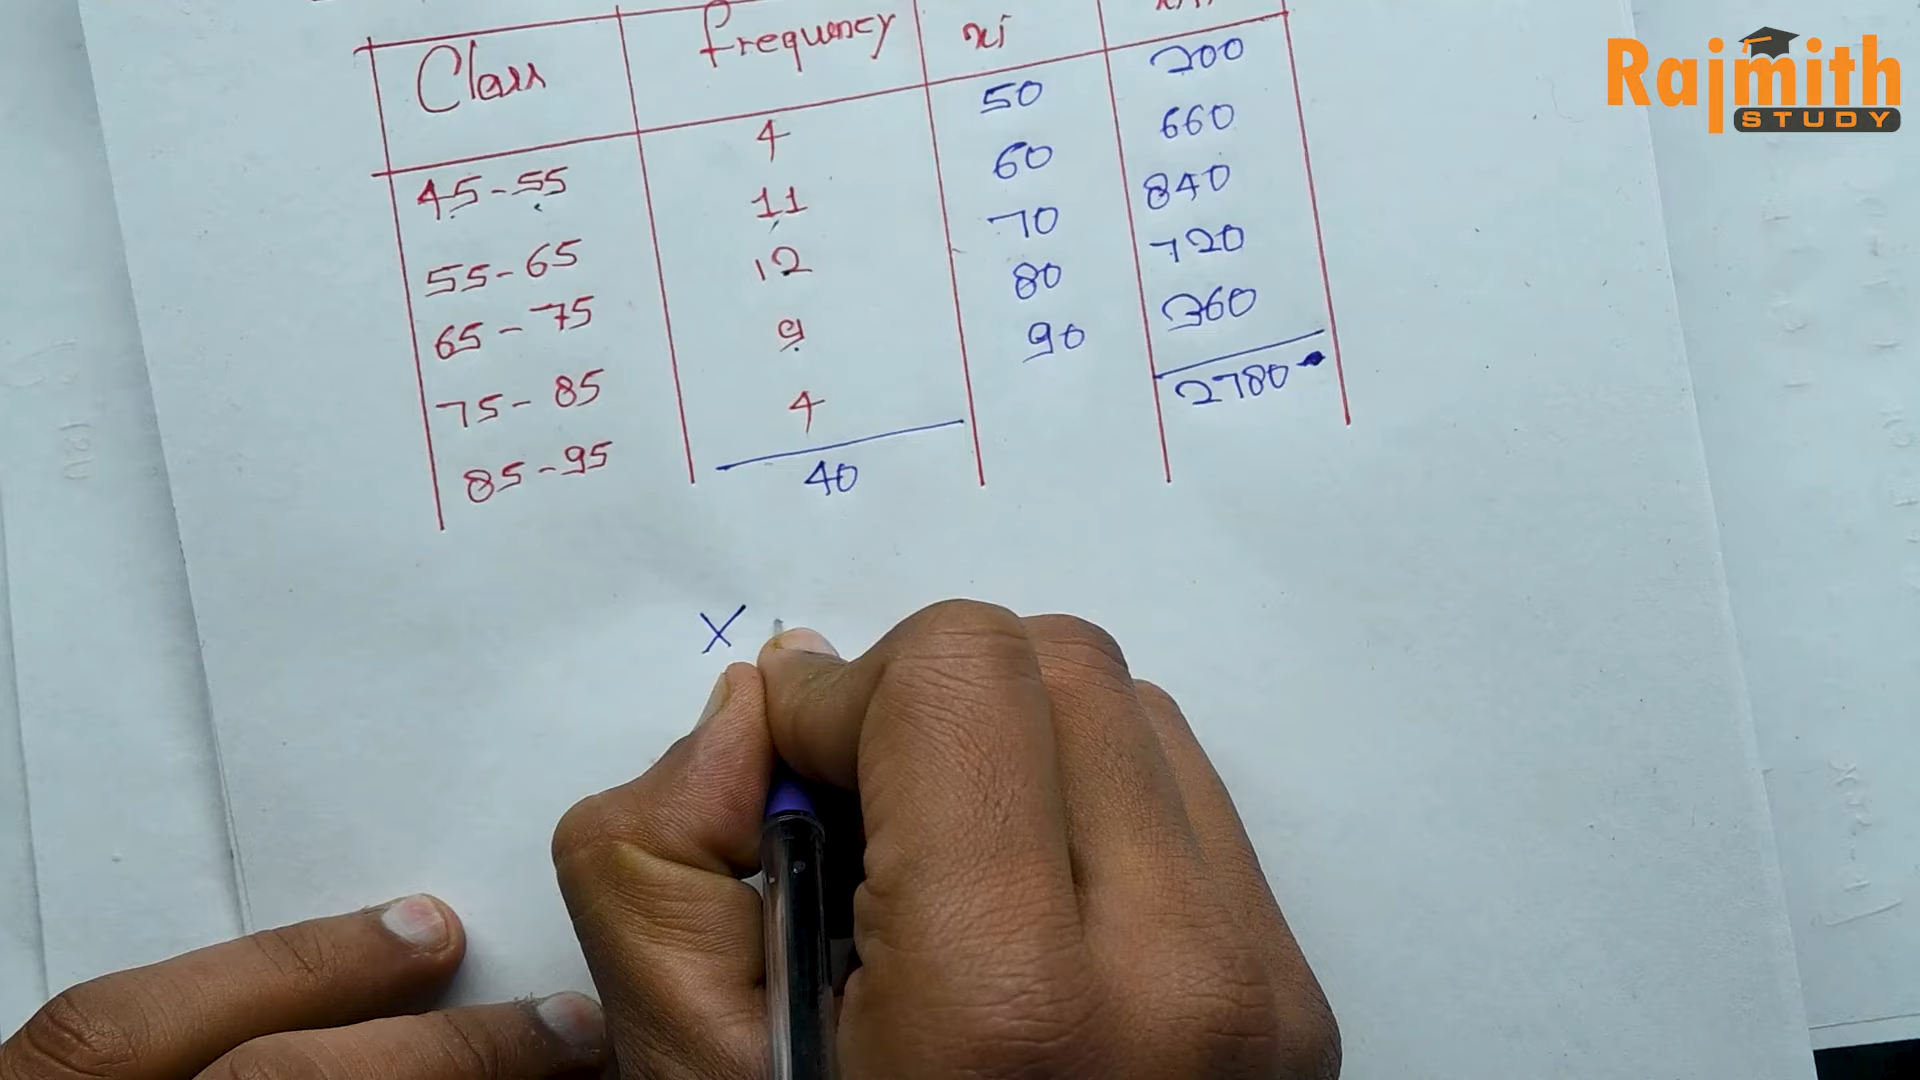 Class frequency xi
45-55 4 50 200
55-65 11 60 660
65-75 12 70 840
75-85 9 80 720
85-95 4 90 360
40 2780
X
Rajmith
STUDY